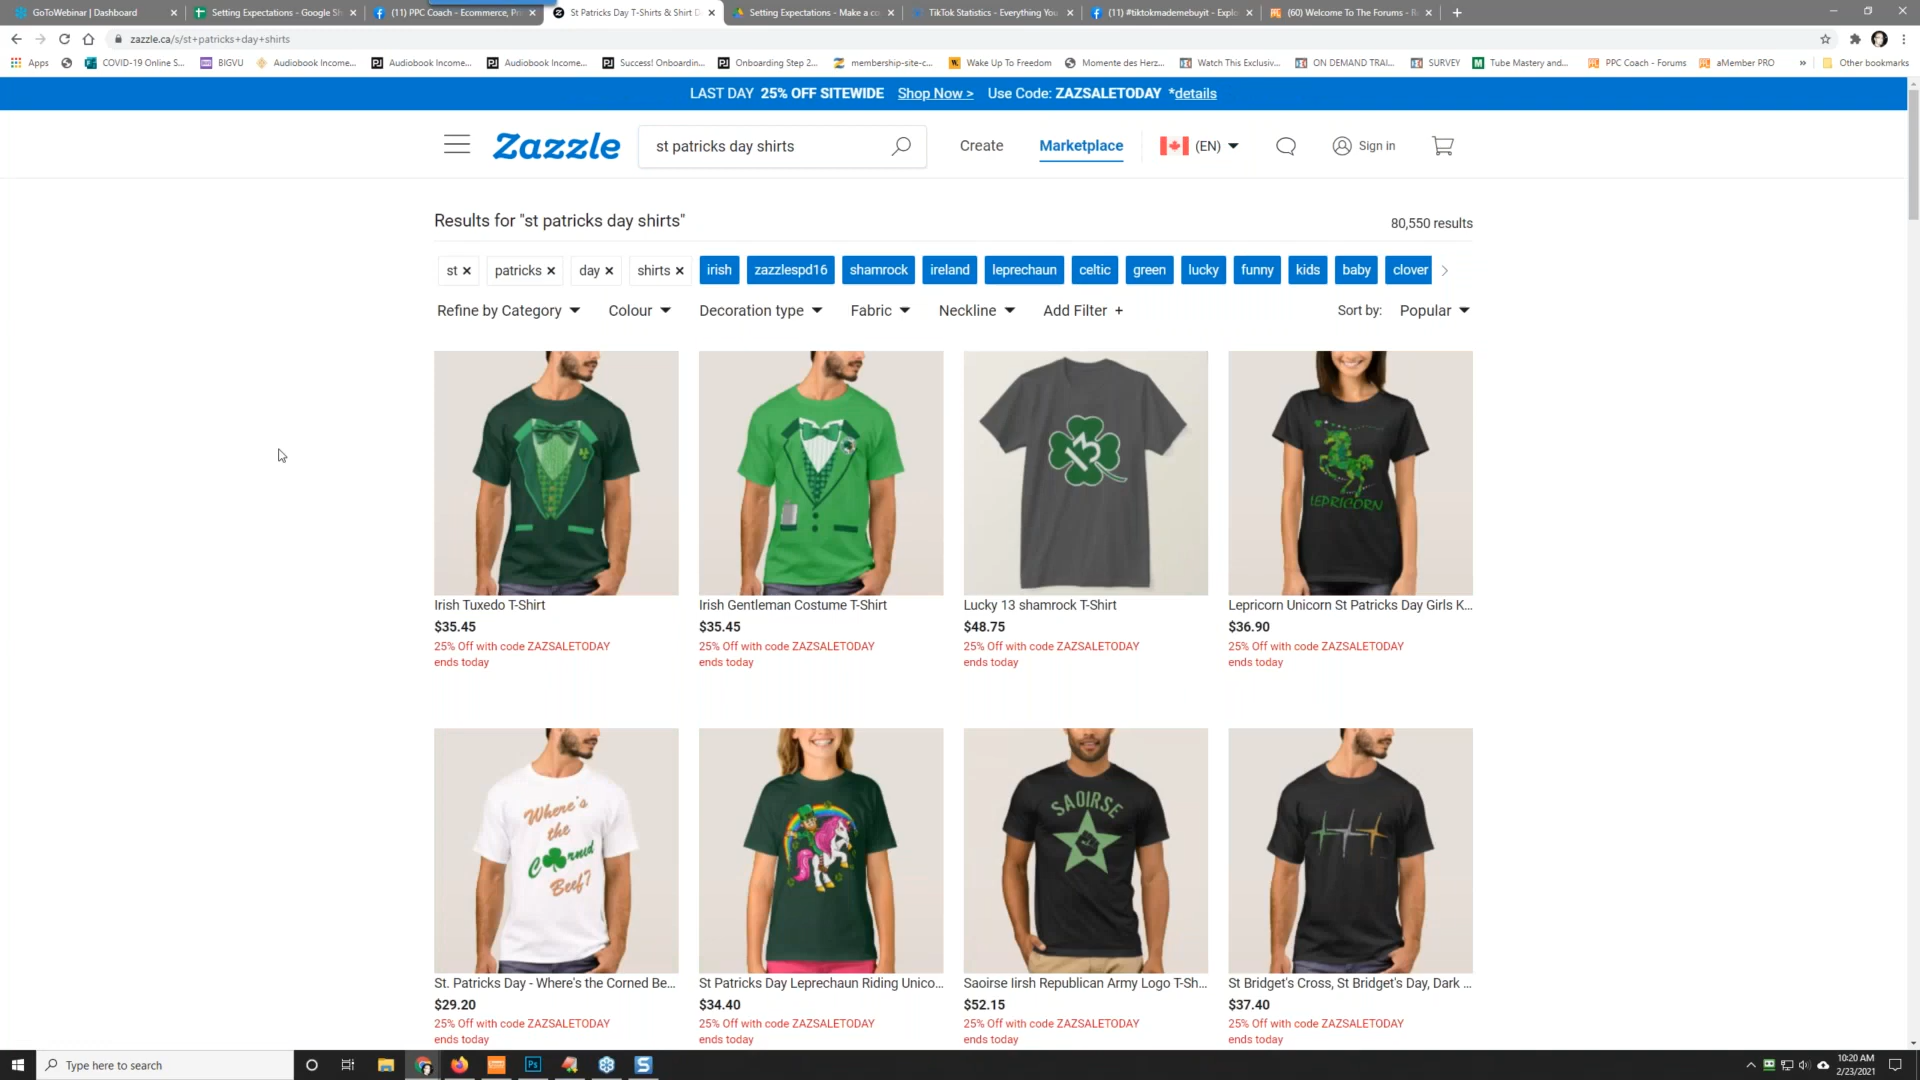 GoToWebinar | Dashboard
Setting Expectations - Google Sh
(11) PPC Coach - Ecommerce, Pr
St Patricks Day T-Shirts & Shirt D
Setting Expectations - Make a co
TikTok Statistics - Everything You
(11) #tiktokmademebuyit - Explo
(60) Welcome To The Forums - P
zazzle.ca/s/st+patricks+day+shirts
Apps
COVID-19 Online S...
BIGVU
Audiobook Income...
Audiobook Income...
Audiobook Income...
Success! Onboardin...
Onboarding Step 2...
membership-site-c...
Wake Up To Freedom
Momente des Herz...
Watch This Exclusiv...
ON DEMAND TRAI...
SURVEY
Tube Mastery and...
PPC Coach - Forums
aMember PRO
»
Other bookmarks
LAST DAY 25% OFF SITEWIDE Shop Now > Use Code: ZAZSALETODAY *details
Zazzle
st patricks day shirts
Create
Marketplace
(EN)
Sign in
Results for "st patricks day shirts"
80,550 results
st ×
patricks ×
day ×
shirts ×
irish
zazzlespd16
shamrock
ireland
leprechaun
celtic
green
lucky
funny
kids
baby
clover
Refine by Category
Colour
Decoration type
Fabric
Neckline
Add Filter +
Sort by: Popular
13
LEPRICORN
Irish Tuxedo T-Shirt
$35.45
25% Off with code ZAZSALETODAY
ends today
Irish Gentleman Costume T-Shirt
$35.45
25% Off with code ZAZSALETODAY
ends today
Lucky 13 shamrock T-Shirt
$48.75
25% Off with code ZAZSALETODAY
ends today
Lepricorn Unicorn St Patricks Day Girls K...
$36.90
25% Off with code ZAZSALETODAY
ends today
Where's
the
Corned
Beef?
SAOIRSE
St. Patricks Day - Where's the Corned Be...
$29.20
25% Off with code ZAZSALETODAY
ends today
St Patricks Day Leprechaun Riding Unico...
$34.40
25% Off with code ZAZSALETODAY
ends today
Saoirse Iirsh Republican Army Logo T-Sh...
$52.15
25% Off with code ZAZSALETODAY
ends today
St Bridget's Cross, St Bridget's Day, Dark ...
$37.40
25% Off with code ZAZSALETODAY
ends today
Type here to search
Ps
S
10:20 AM
2/23/2021